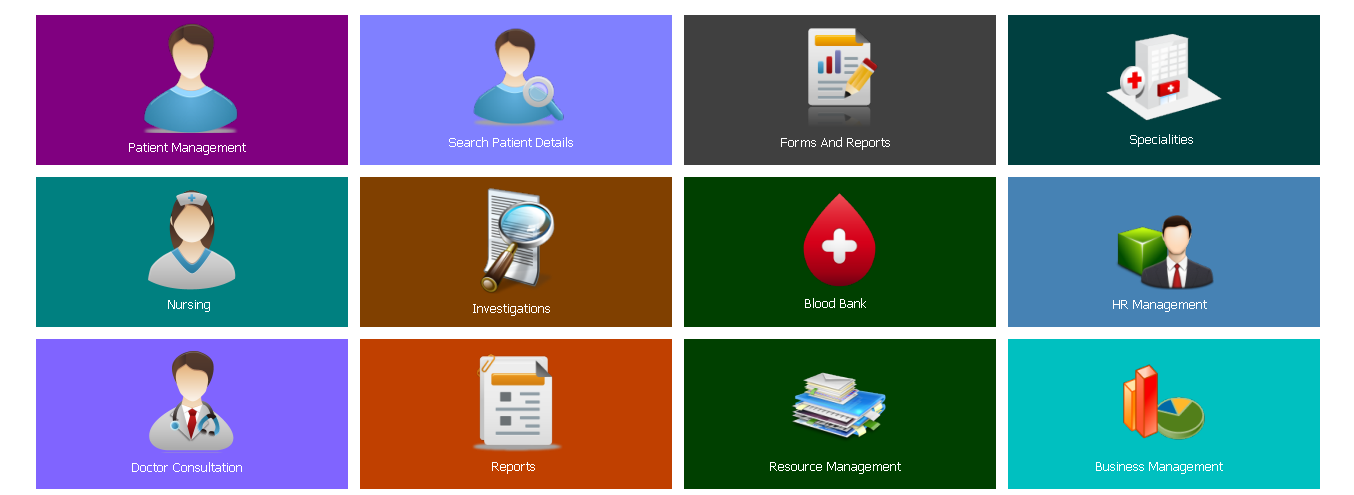 Patient Management
Search Patient Details
Forms And Reports
Specialities
Nursing
Investigations
Blood Bank
HR Management
Doctor Consultation
Reports
Resource Management
Business Management